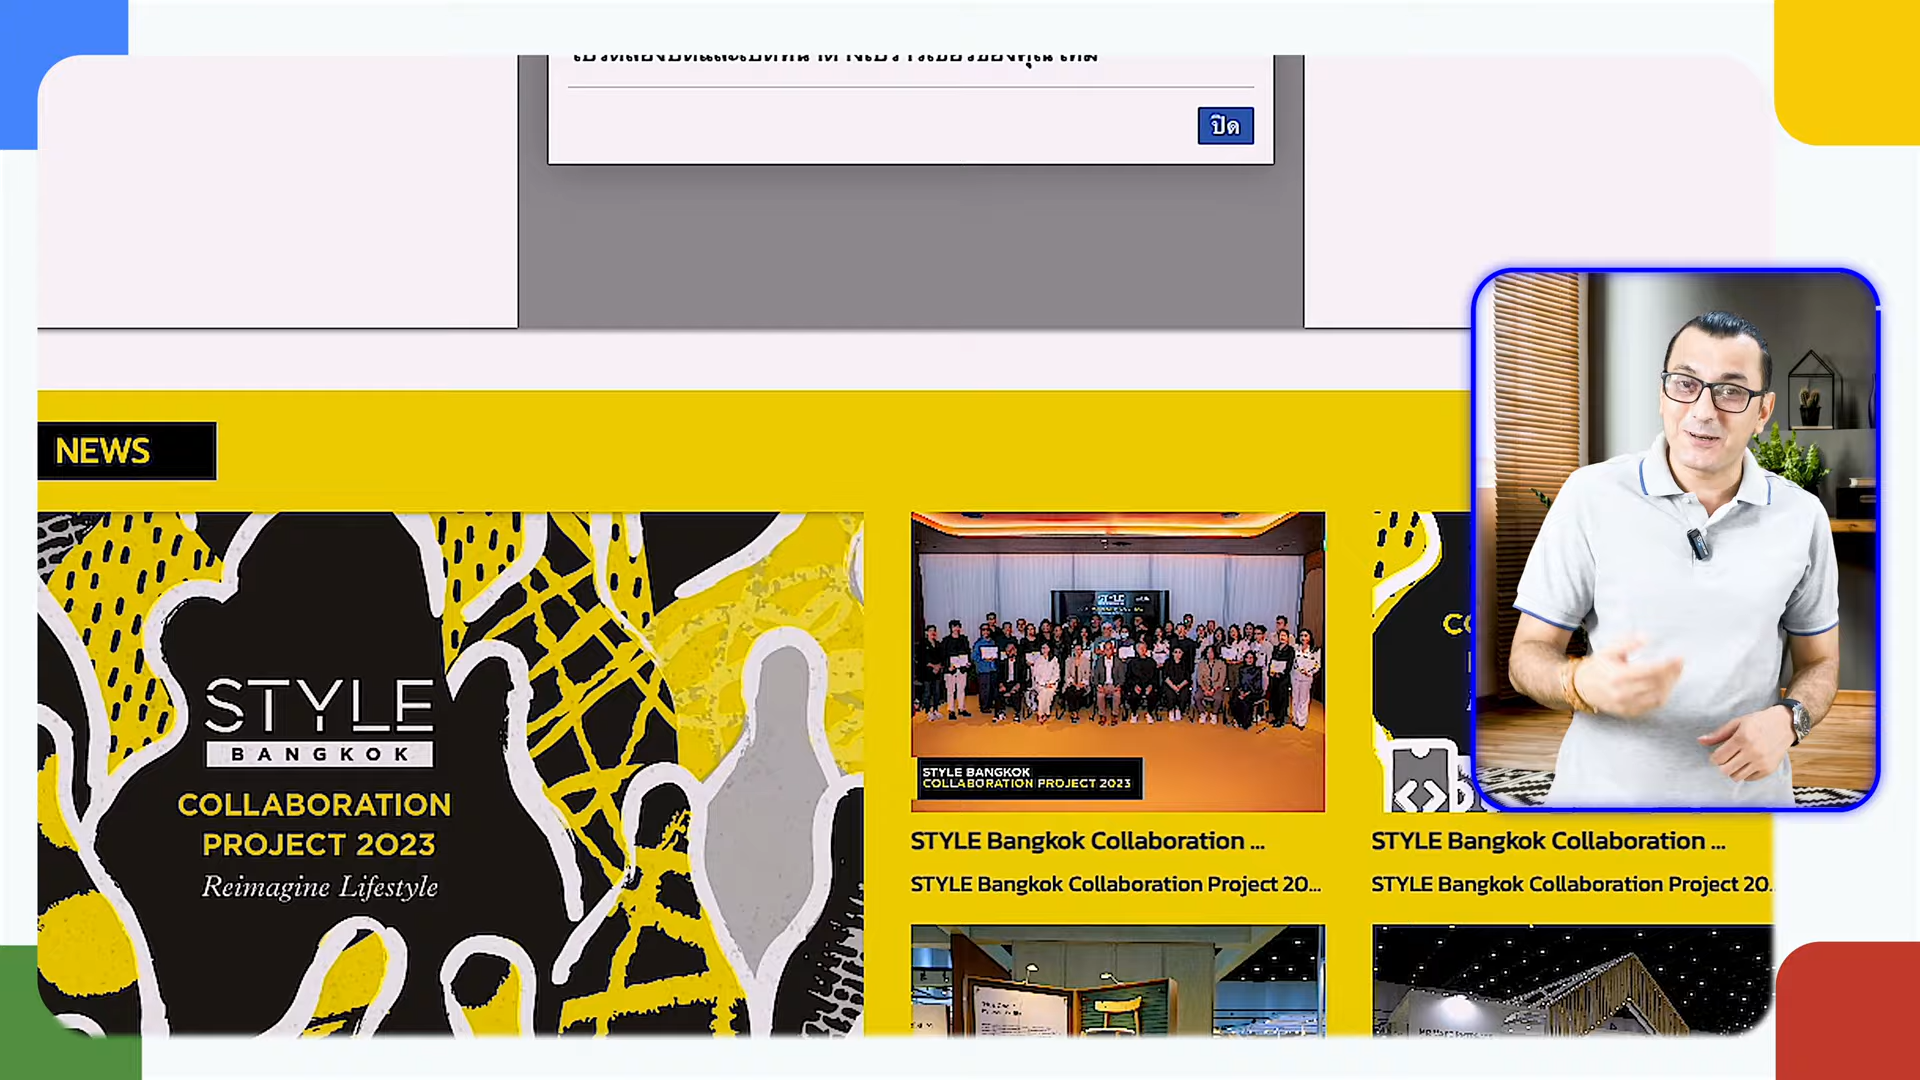 ปิด
NEWS
STYLE
BANGKOK
COLLABORATION
PROJECT 2023
Reimagine Lifestyle
STYLE BANGKOK
COLLABORATION PROJECT 2023
STYLE Bangkok Collaboration ...
STYLE Bangkok Collaboration Project 20...
STYLE Bangkok Collaboration ...
STYLE Bangkok Collaboration Project 20..